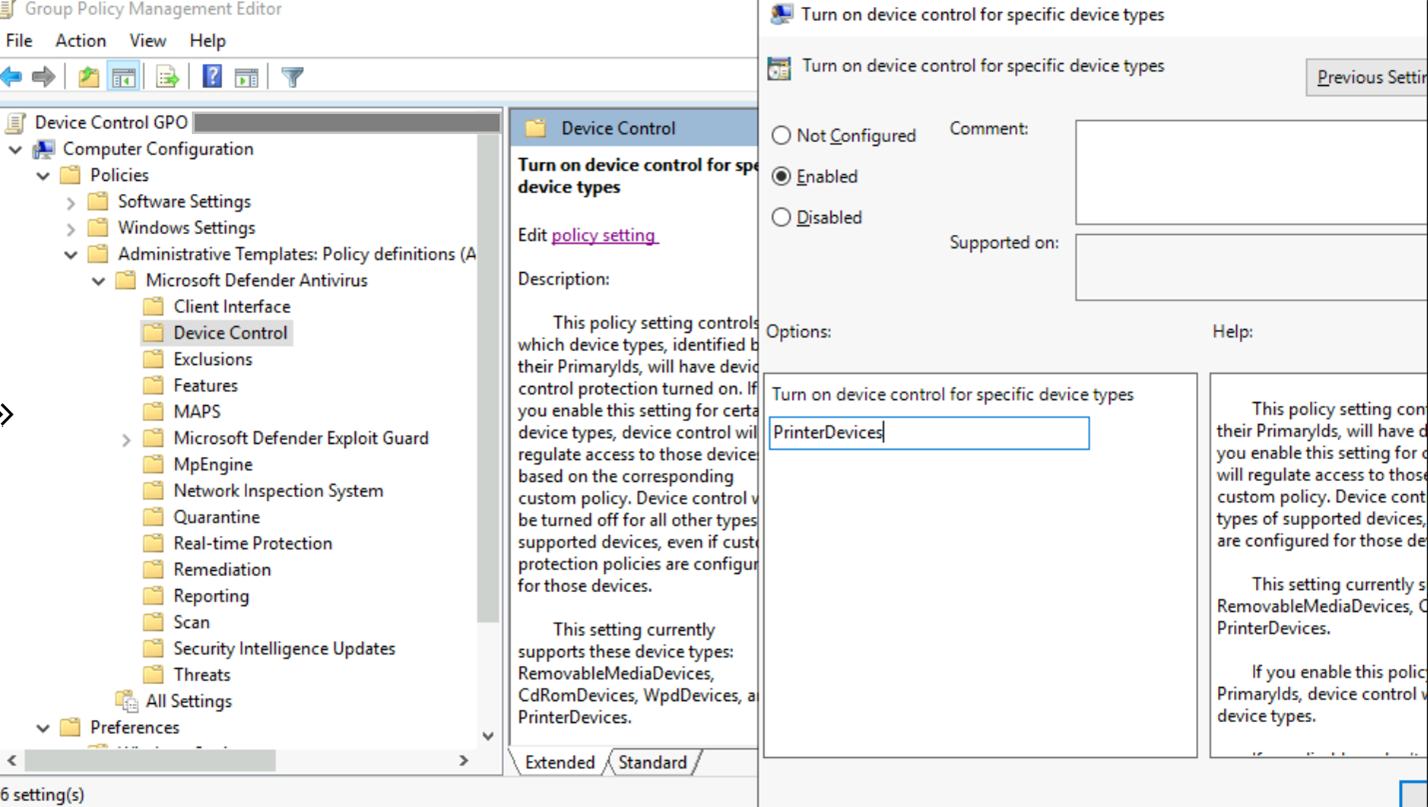 Group Policy Management Editor
File Action View Help
Device Control GPO
Computer Configuration
Policies
Software Settings
Windows Settings
Administrative Templates: Policy definitions (A
Microsoft Defender Antivirus
Client Interface
Device Control
Exclusions
Features
MAPS
Microsoft Defender Exploit Guard
MpEngine
Network Inspection System
Quarantine
Real-time Protection
Remediation
Reporting
Scan
Security Intelligence Updates
Threats
All Settings
Preferences
6 setting(s)
Device Control
Turn on device control for spe
device types
Edit policy setting
Description:
This policy setting controls
which device types, identified b
their PrimaryIds, will have devic
control protection turned on. If
you enable this setting for certa
device types, device control wil
regulate access to those devices
based on the corresponding
custom policy. Device control w
be turned off for all other types
supported devices, even if custo
protection policies are configur
for those devices.
This setting currently
supports these device types:
RemovableMediaDevices,
CdRomDevices, WpdDevices, a
PrinterDevices.
Extended Standard
Turn on device control for specific device types
Turn on device control for specific device types
Previous Settin
Not Configured
Enabled
Disabled
Comment:
Supported on:
Options:
Help:
Turn on device control for specific device types
PrinterDevices
This policy setting con
their PrimaryIds, will have d
you enable this setting for c
will regulate access to those
custom policy. Device cont
types of supported devices,
are configured for those de
This setting currently s
RemovableMediaDevices, C
PrinterDevices.
If you enable this policy
PrimaryIds, device control w
device types.